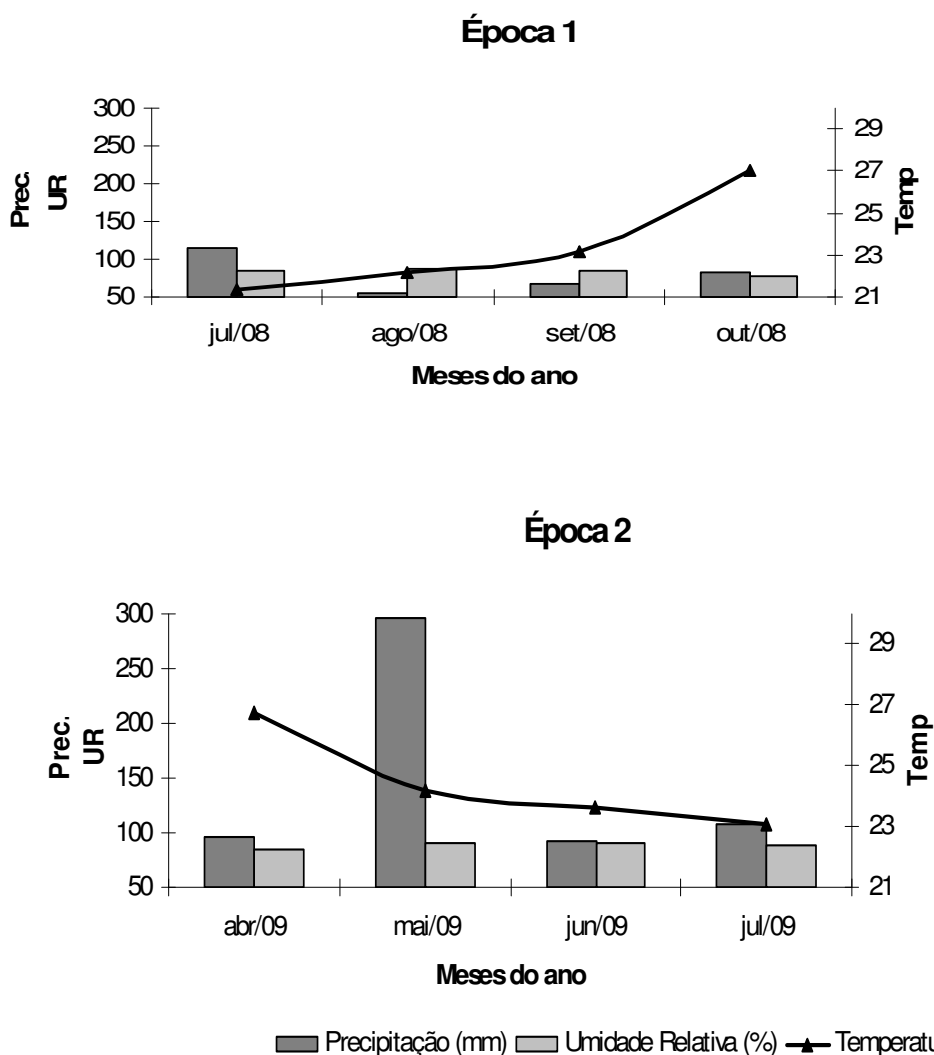 Época 1
300
250
200
150
100
50
Prec.
UR
29
27
25
23
21
Temp
jul/08 ago/08 set/08 out/08
Meses do ano
Época 2
300
250
200
150
100
50
Prec.
UR
29
27
25
23
21
Temp
abr/09 mai/09 jun/09 jul/09
Meses do ano
Precipitação (mm) Umidade Relativa (%) Temperatu